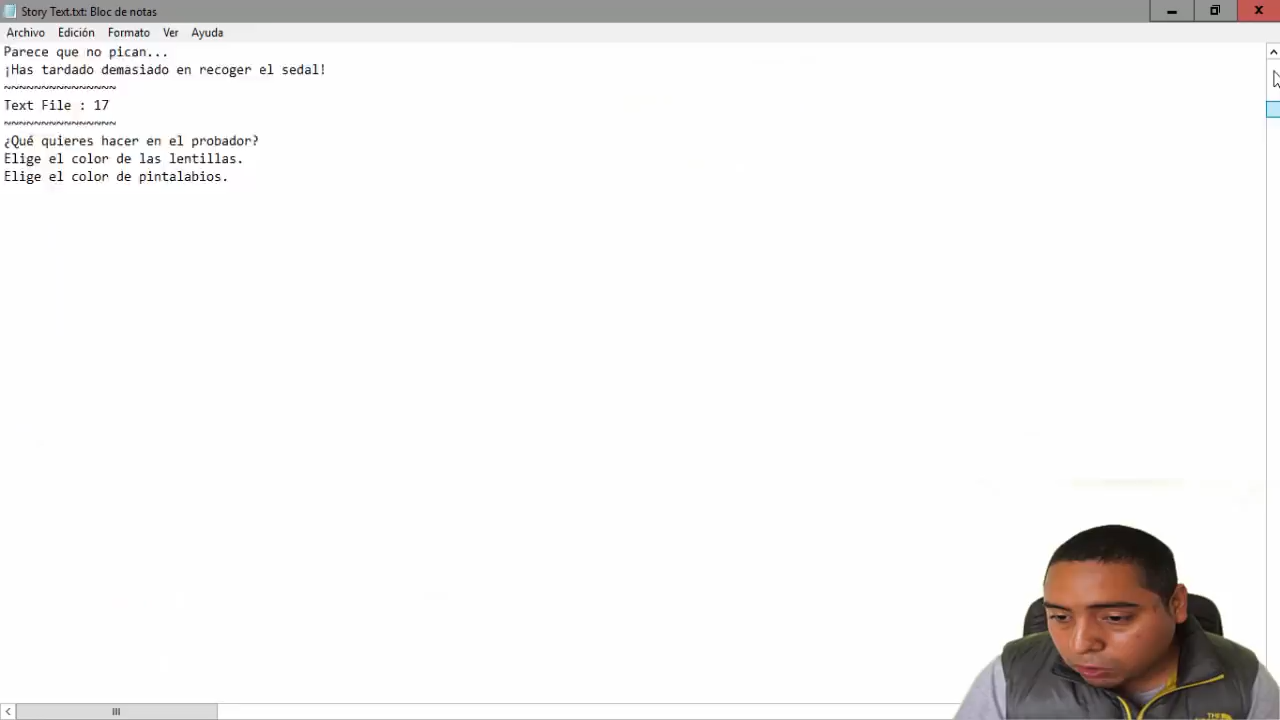 Story Text.txt: Bloc de notas
Archivo Edición Formato Ver Ayuda
Parece que no pican...
¡Has tardado demasiado en recoger el sedal!
~~~~~~~~~~~~~~~
Text File : 17
~~~~~~~~~~~~~~~
¿Qué quieres hacer en el probador?
Elige el color de las lentillas.
Elige el color de pintalabios.
THE